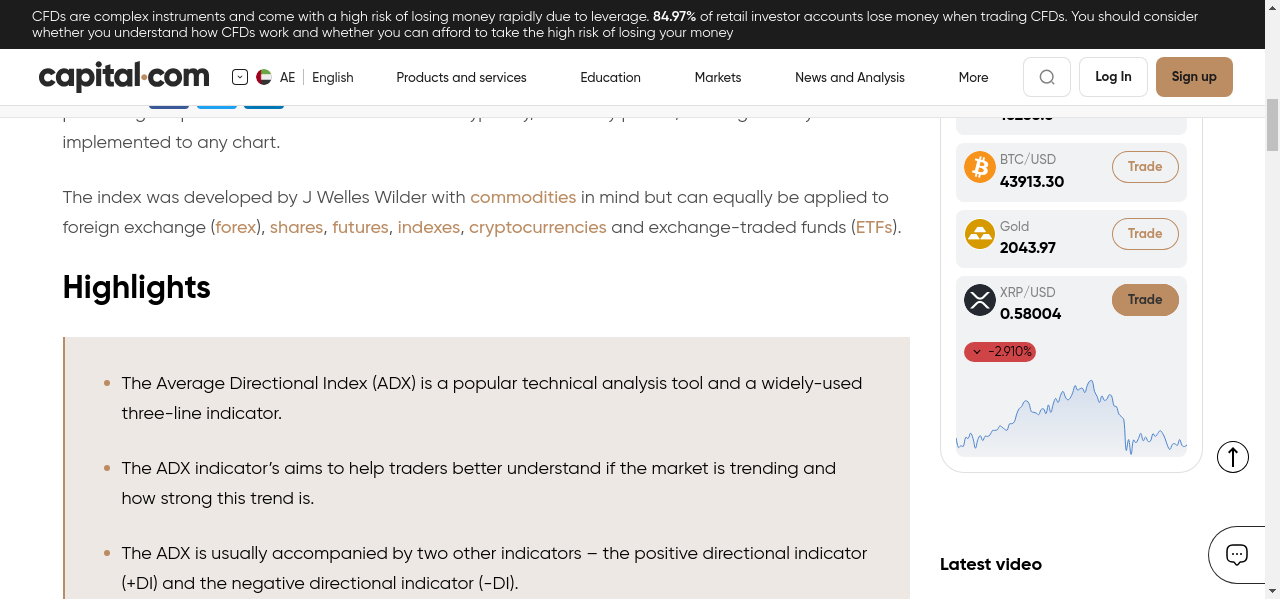 CFDs are complex instruments and come with a high risk of losing money rapidly due to leverage. 84.97% of retail investor accounts lose money when trading CFDs. You should consider
whether you understand how CFDs work and whether you can afford to take the high risk of losing your money
capital.com
AE English
Products and services
Education
Markets
News and Analysis
More
Log In
Sign up
implemented to any chart.
The index was developed by J Welles Wilder with commodities in mind but can equally be applied to
foreign exchange (forex), shares, futures, indexes, cryptocurrencies and exchange-traded funds (ETFs).
Highlights
The Average Directional Index (ADX) is a popular technical analysis tool and a widely-used
three-line indicator.
The ADX indicator’s aims to help traders better understand if the market is trending and
how strong this trend is.
The ADX is usually accompanied by two other indicators – the positive directional indicator
(+DI) and the negative directional indicator (-DI).
BTC/USD
43913.30
Trade
Gold
2043.97
Trade
XRP/USD
0.58004
Trade
-2.910%
Latest video